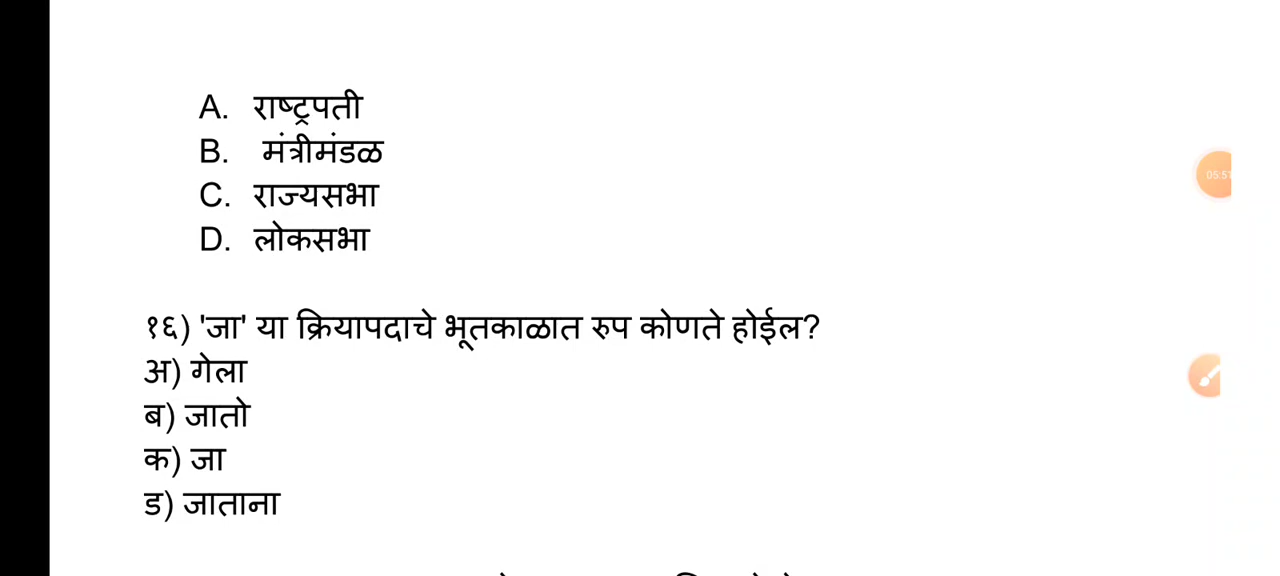 A. राष्ट्रपती
B. मंत्रीमंडळ
C. राज्यसभा
D. लोकसभा
१६) 'जा' या क्रियापदाचे भूतकाळात रुप कोणते होईल?
अ) गेला
ब) जातो
क) जा
ड) जाताना